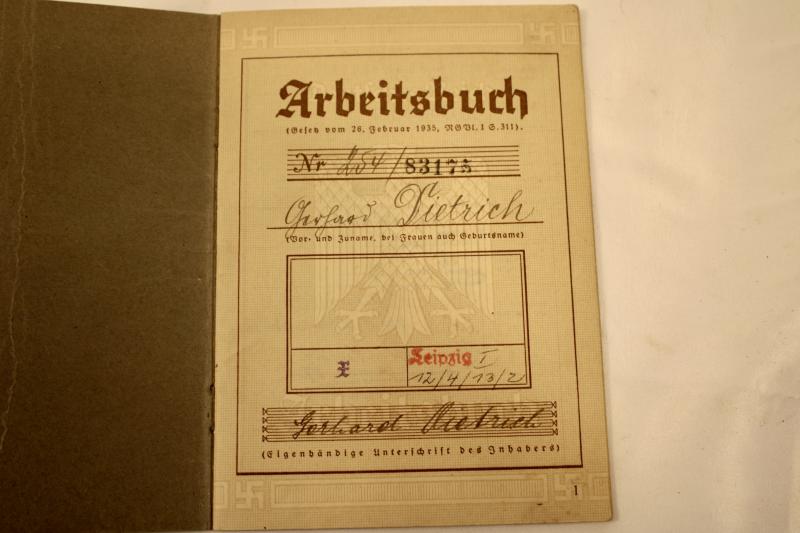 Arbeitsbuch
(Gesetz vom 26. Februar 1935, RGBl. I S. 311).
Nr 254/83175
Gerhard Dietrich
(Vor- und Zuname, bei Frauen auch Geburtsname)
Leipzig I
12/4/13/2
Gerhard Dietrich
(Eigenhändige Unterschrift des Inhabers)
1